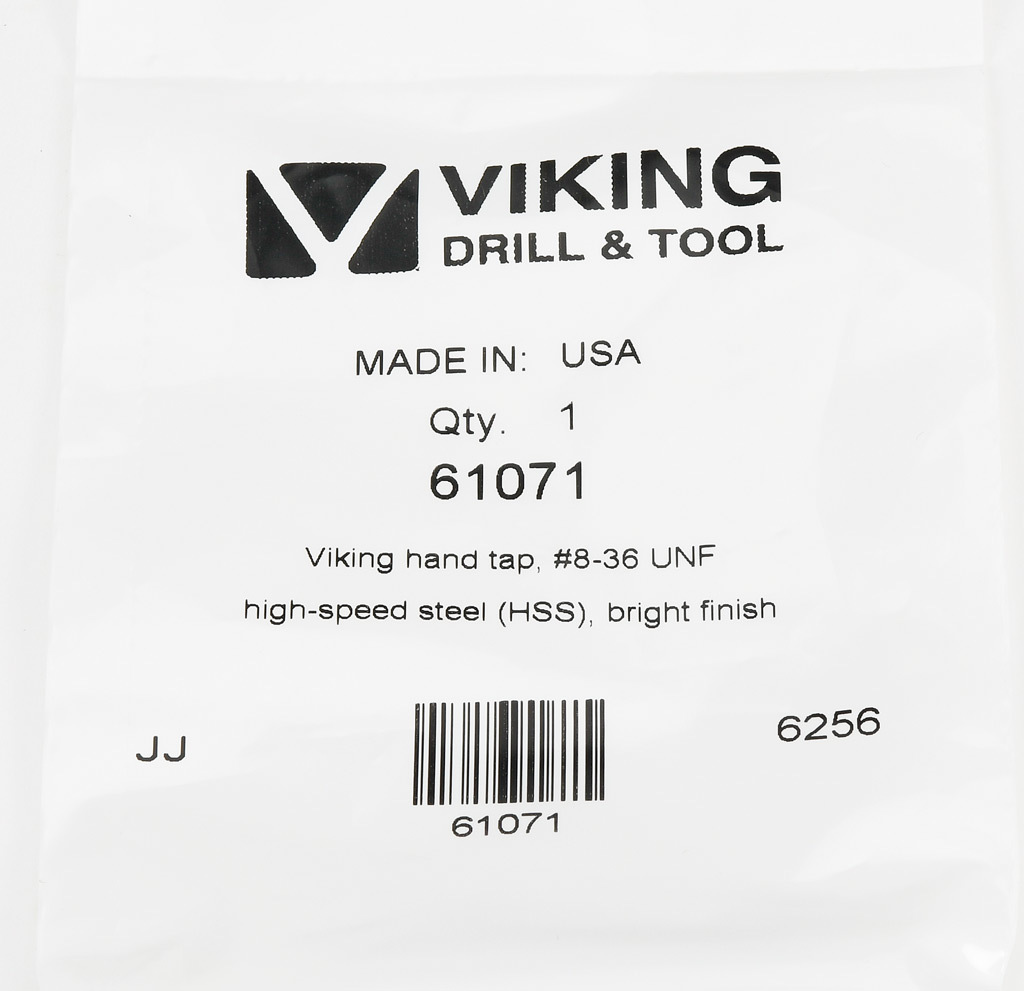 VIKING
DRILL & TOOL
MADE IN: USA
Qty. 1
61071
Viking hand tap, #8-36 UNF
high-speed steel (HSS), bright finish
JJ
6256
61071